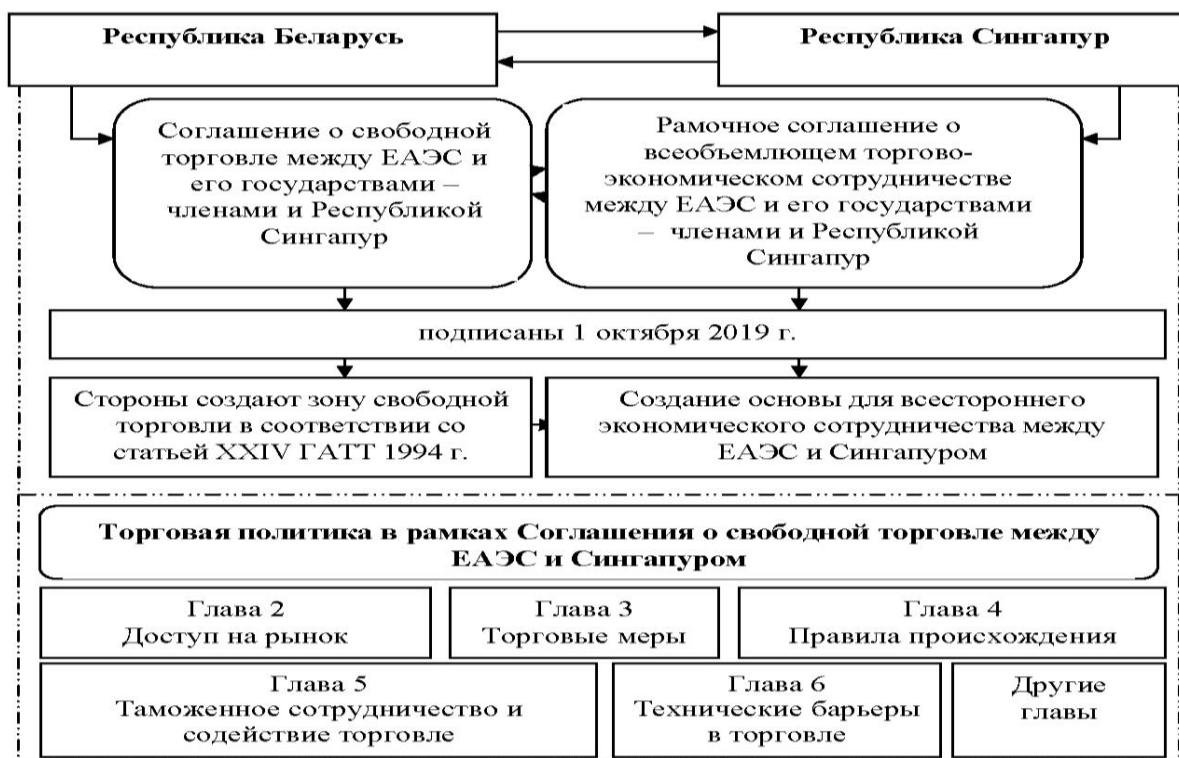 Республика Беларусь
Республика Сингапур
Соглашение о свободной
торговле между ЕАЭС и
его государствами –
членами и Республикой
Сингапур
Рамочное соглашение о
всеобъемлющем торгово-
экономическом сотрудничестве
между ЕАЭС и его государствами
– членами и Республикой
Сингапур
подписаны 1 октября 2019 г.
Стороны создают зону свободной
торговли в соответствии со
статьей XXIV ГАТТ 1994 г.
Создание основы для всестороннего
экономического сотрудничества между
ЕАЭС и Сингапуром
Торговая политика в рамках Соглашения о свободной торговле между
ЕАЭС и Сингапуром
Глава 2
Доступ на рынок
Глава 3
Торговые меры
Глава 4
Правила происхождения
Глава 5
Таможенное сотрудничество и
содействие торговле
Глава 6
Технические барьеры
в торговле
Другие
главы